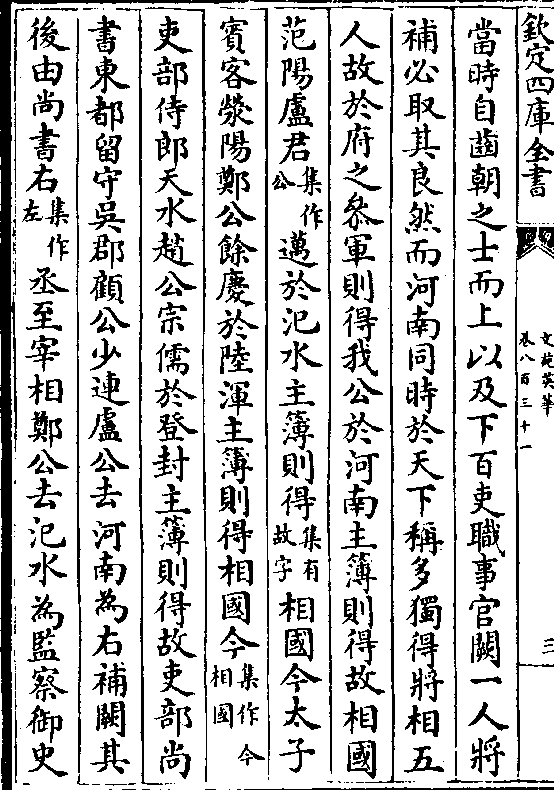 欽定四庫全書
文苑英華
卷八百三十一
三
當時自齒朝之士而上以及下百吏職事官闕一人將
補必取其良然而河南同時於天下稱多獨得將相五
人故於府之叅軍則得我公於河南主簿則得故相國
范陽盧君集作公邁於汜水主簿則得集有故字相國今太子
賓客滎陽鄭公餘慶於陸渾主簿則得相國今集作今相國
吏部侍郎天水趙公宗儒於登封主簿則得故吏部尚
書東都留守吳郡顧公少連盧公去河南為右補闕其
後由尚書右集作左丞至宰相鄭公去汜水為監察御史